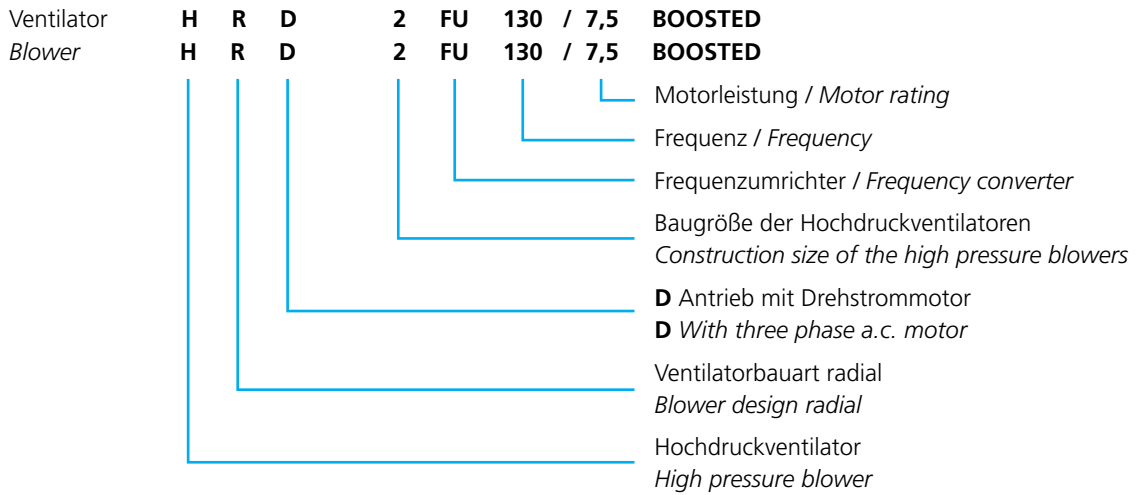 Ventilator H R D 2 FU 130 / 7,5 BOOSTED
Blower H R D 2 FU 130 / 7,5 BOOSTED
Motorleistung / Motor rating
Frequenz / Frequency
Frequenzumrichter / Frequency converter
Baugröße der Hochdruckventilatoren
Construction size of the high pressure blowers
D Antrieb mit Drehstrommotor
D With three phase a.c. motor
Ventilatorbauart radial
Blower design radial
Hochdruckventilator
High pressure blower